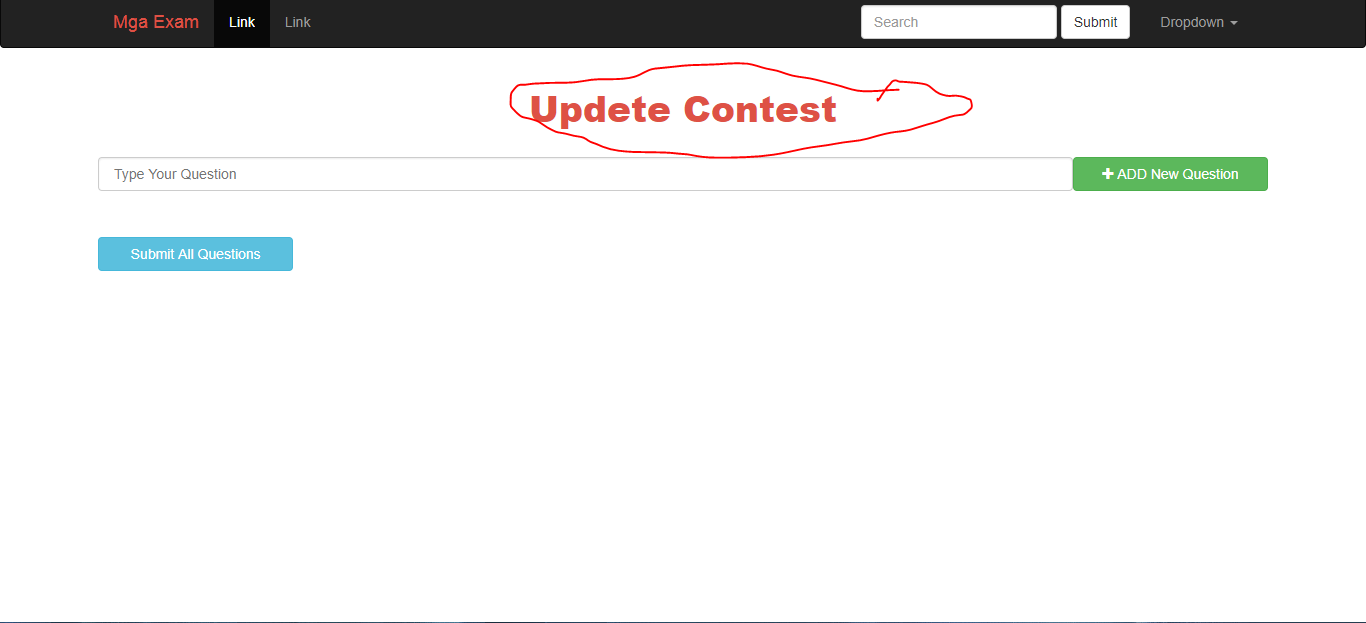 Mga Exam Link Link Search Submit Dropdown
Updete Contest
Type Your Question ADD New Question
Submit All Questions